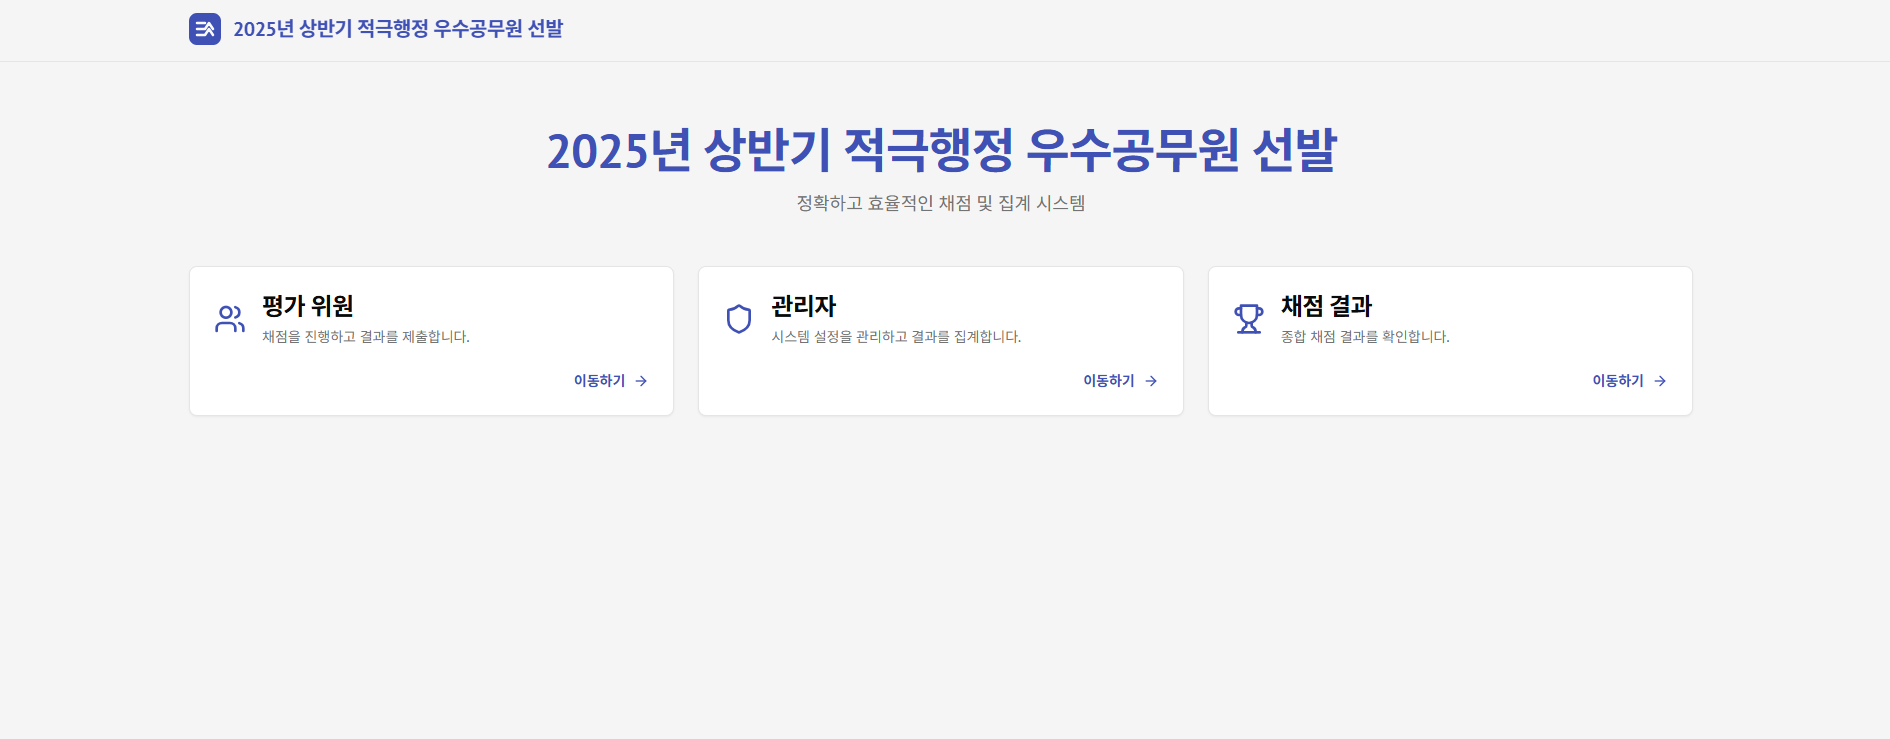 2025년 상반기 적극행정 우수공무원 선발
2025년 상반기 적극행정 우수공무원 선발
정확하고 효율적인 채점 및 집계 시스템
평가 위원
채점을 진행하고 결과를 제출합니다.
이동하기
관리자
시스템 설정을 관리하고 결과를 집계합니다.
이동하기
채점 결과
종합 채점 결과를 확인합니다.
이동하기